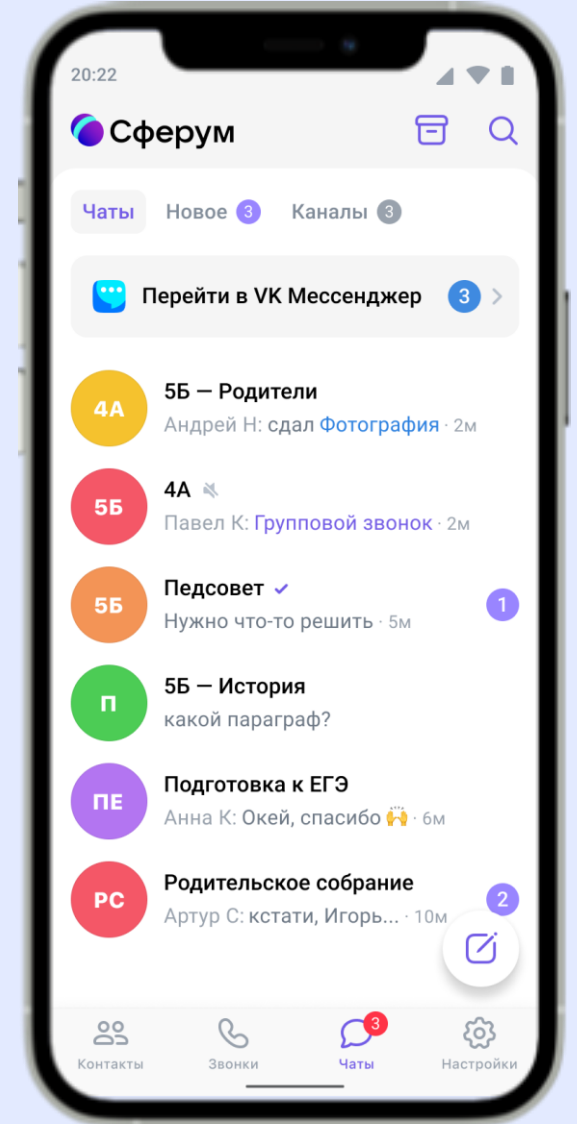 20:22
Сферум
Чаты Новое 3 Каналы 3
Перейти в VK Мессенджер 3
4А
5Б — Родители
Андрей Н: сдал Фотография · 2м
5Б
4А
Павел К: Групповой звонок · 2м
5Б
Педсовет
Нужно что-то решить · 5м
1
П
5Б — История
какой параграф?
ПЕ
Подготовка к ЕГЭ
Анна К: Окей, спасибо 🙌 · 6м
РС
Родительское собрание
Артур С: кстати, Игорь... · 10м
2
3
Контакты Звонки Чаты Настройки